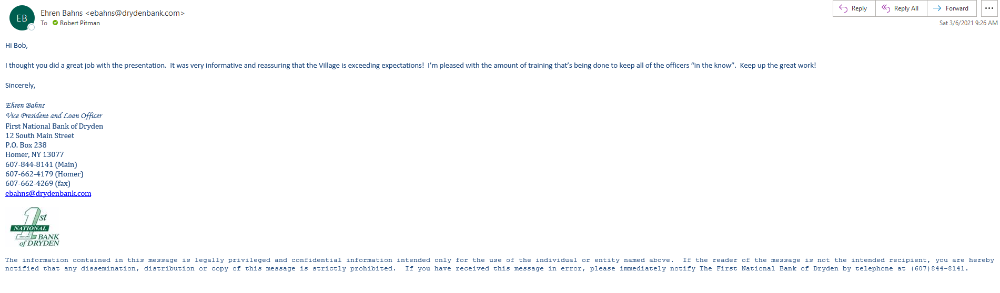 EB
Ehren Bahns <ebahns@drydenbank.com>
To Robert Pitman
Reply
Reply All
Forward
Sat 3/6/2021 9:26 AM
Hi Bob,
I thought you did a great job with the presentation.  It was very informative and reassuring that the Village is exceeding expectations!  I’m pleased with the amount of training that’s being done to keep all of the officers “in the know”.  Keep up the great work!
Sincerely,
Ehren Bahns
Vice President and Loan Officer
First National Bank of Dryden
12 South Main Street
P.O. Box 238
Homer, NY 13077
607-844-8141 (Main)
607-662-4179 (Homer)
607-662-4269 (fax)
ebahns@drydenbank.com
1st
NATIONAL
BANK
of DRYDEN
The information contained in this message is legally privileged and confidential information intended only for the use of the individual or entity named above.  If the reader of the message is not the intended recipient, you are hereby
notified that any dissemination, distribution or copy of this message is strictly prohibited.  If you have received this message in error, please immediately notify The First National Bank of Dryden by telephone at (607)844-8141.